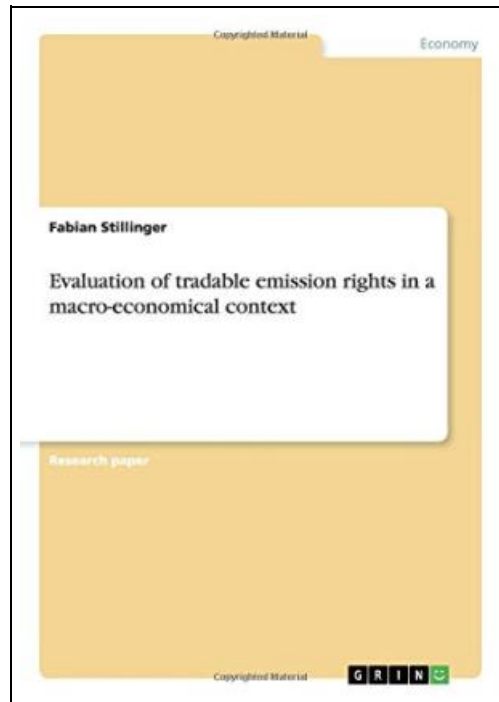 Copyrighted Material
Economy
Fabian Stillinger
Evaluation of tradable emission rights in a
macro-economical context
Research paper
Copyrighted Material
GRIN